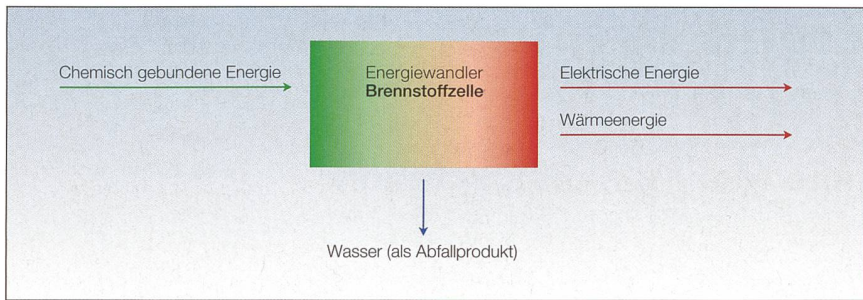 Chemisch gebundene Energie
Energiewandler
Brennstoffzelle
Elektrische Energie
Wärmeenergie
Wasser (als Abfallprodukt)